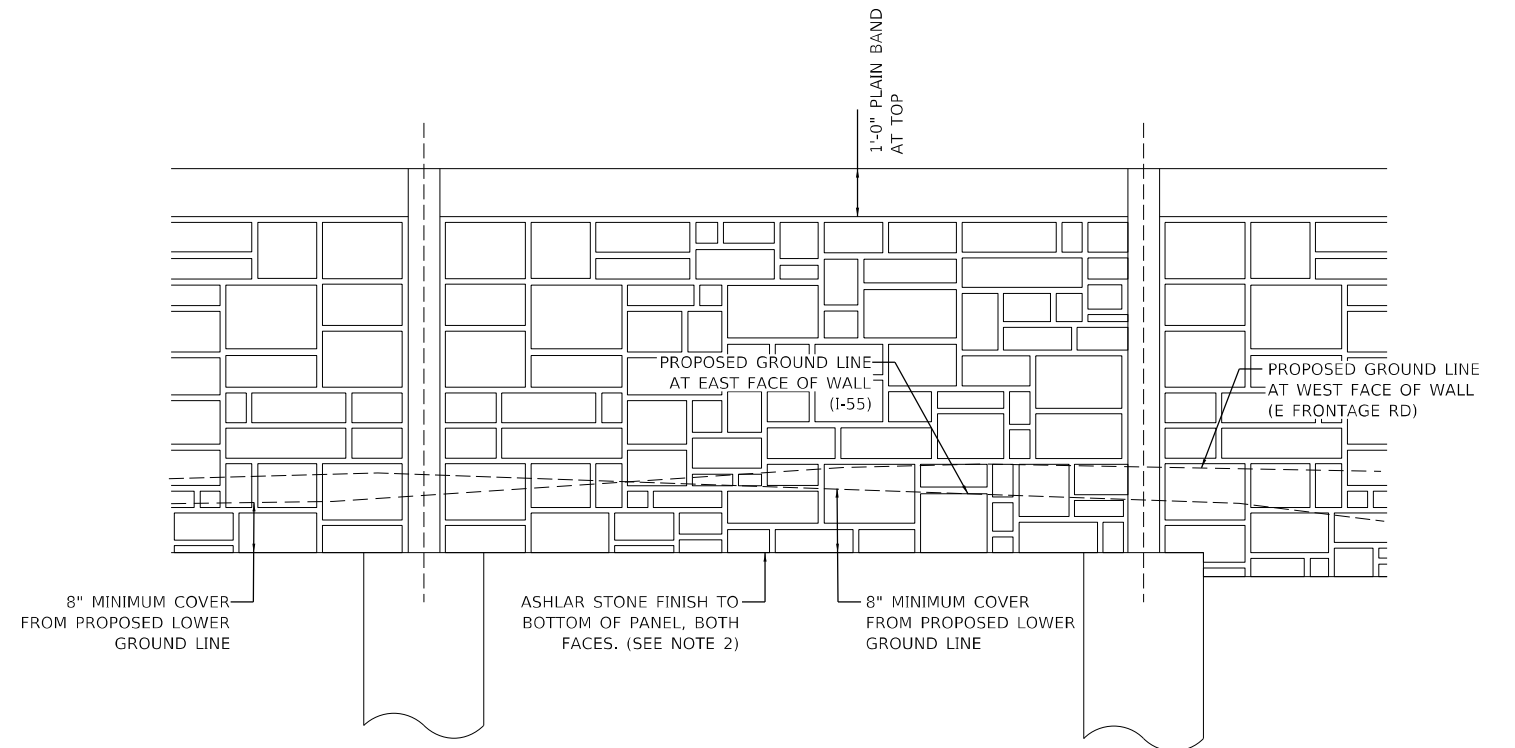 1'-0" PLAIN BAND
AT TOP
PROPOSED GROUND LINE
AT EAST FACE OF WALL
(I-55)
PROPOSED GROUND LINE
AT WEST FACE OF WALL
(E FRONTAGE RD)
8" MINIMUM COVER
FROM PROPOSED LOWER
GROUND LINE
ASHLAR STONE FINISH TO
BOTTOM OF PANEL, BOTH
FACES. (SEE NOTE 2)
8" MINIMUM COVER
FROM PROPOSED LOWER
GROUND LINE